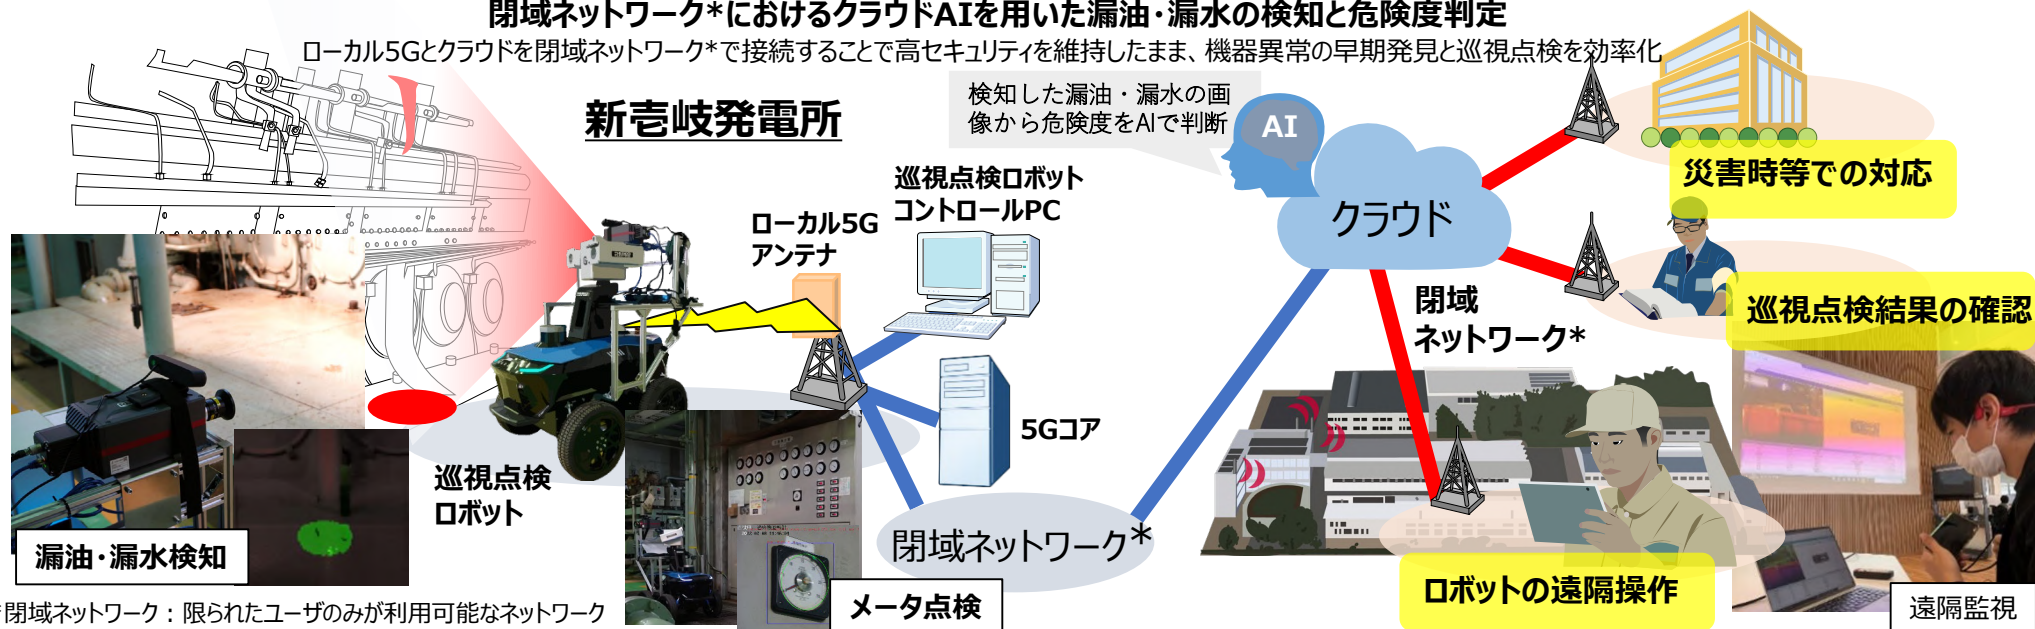 閉域ネットワーク*におけるクラウドAIを用いた漏油・漏水の検知と危険度判定
ローカル5Gとクラウドを閉域ネットワーク*で接続することで高セキュリティを維持したまま、機器異常の早期発見と巡視点検を効率化
新壱岐発電所
検知した漏油・漏水の画
像から危険度をAIで判断
AI
クラウド
災害時等での対応
巡視点検ロボット
コントロールPC
ローカル5G
アンテナ
巡視点検結果の確認
閉域
ネットワーク*
5Gコア
巡視点検
ロボット
閉域ネットワーク*
漏油・漏水検知
メータ点検
ロボットの遠隔操作
遠隔監視
*閉域ネットワーク：限られたユーザのみが利用可能なネットワーク